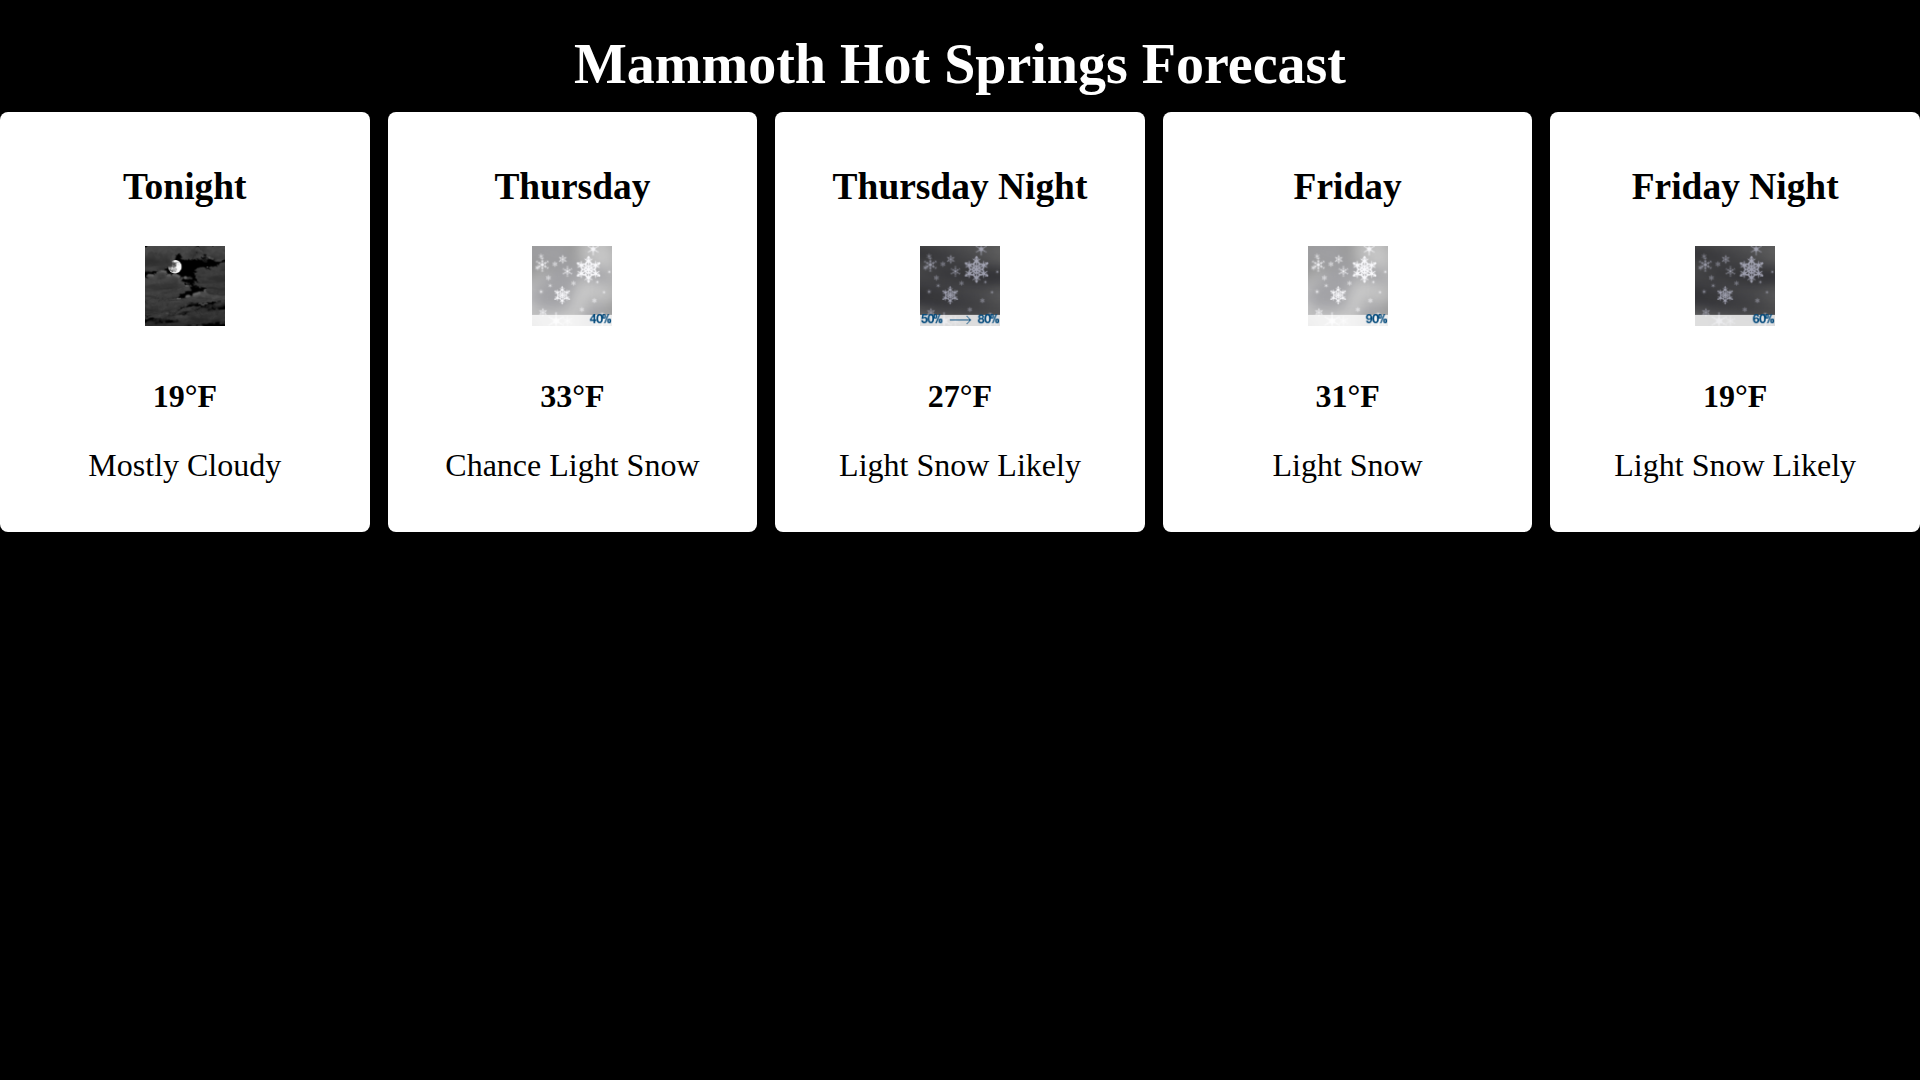 Mammoth Hot Springs Forecast
Tonight
19°F
Mostly Cloudy
Thursday
40%
33°F
Chance Light Snow
Thursday Night
50% → 80%
27°F
Light Snow Likely
Friday
90%
31°F
Light Snow
Friday Night
60%
19°F
Light Snow Likely